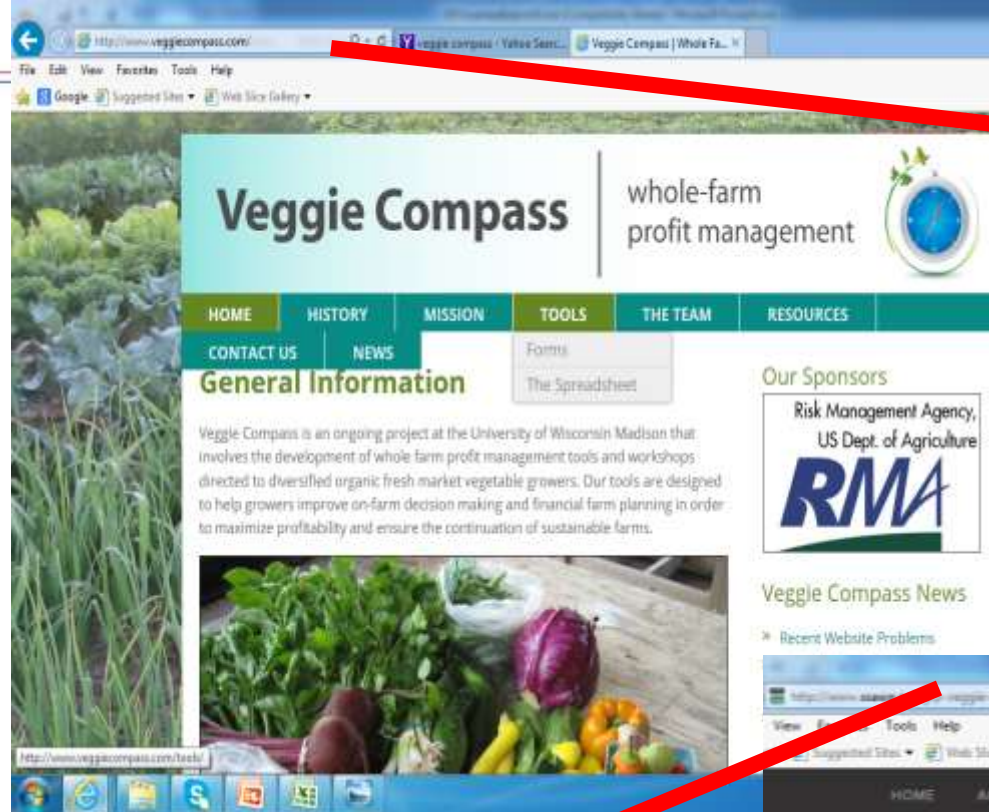 http://www.veggiecompass.com/
veggie compass - Yahoo Searc...
Veggie Compass | Whole Fa...
File Edit View Favorites Tools Help
Google Suggested Sites Web Slice Gallery
Veggie Compass
whole-farm
profit management
HOME HISTORY MISSION TOOLS THE TEAM RESOURCES
CONTACT US NEWS
Forms
The Spreadsheet
General Information
Veggie Compass is an ongoing project at the University of Wisconsin Madison that
involves the development of whole farm profit management tools and workshops
directed to diversified organic fresh market vegetable growers. Our tools are designed
to help growers improve on-farm decision making and financial farm planning in order
to maximize profitability and ensure the continuation of sustainable farms.
Our Sponsors
Risk Management Agency,
US Dept. of Agriculture
RMA
Veggie Compass News
» Recent Website Problems
http://www.veggiecompass.com/tools/
View Tools Help
Suggested Sites
HOME